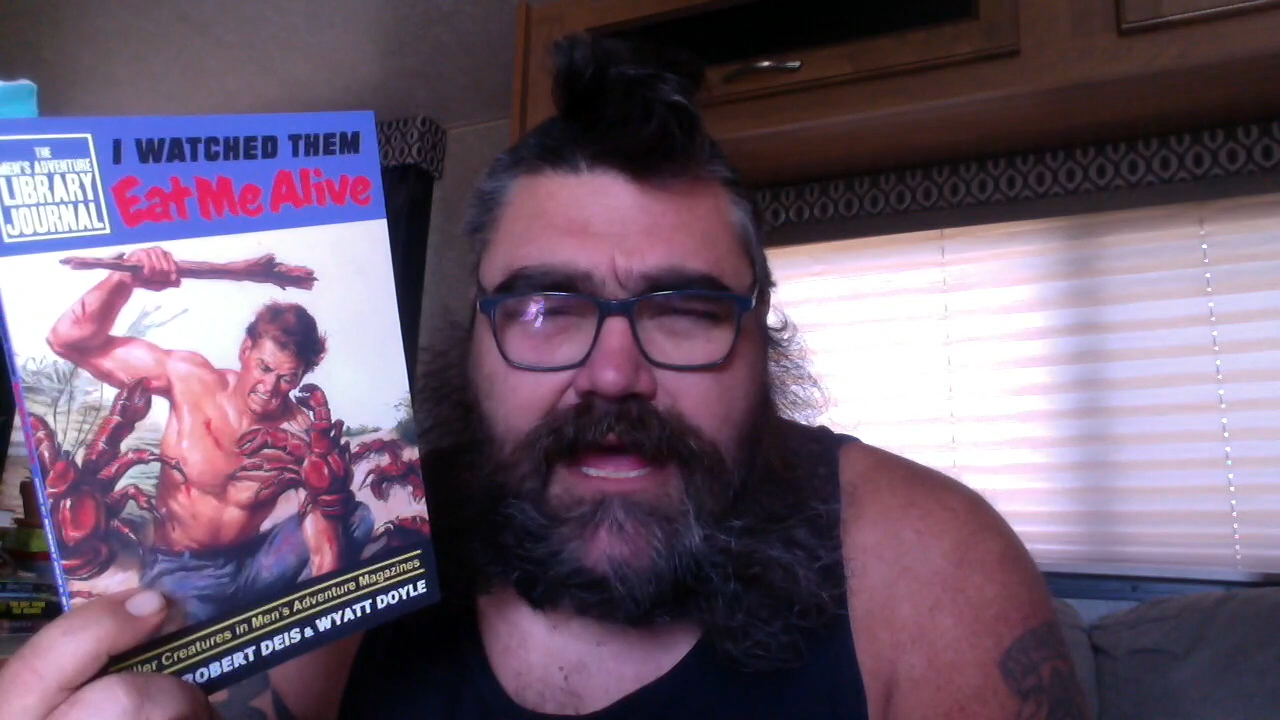 THE
MEN'S ADVENTURE
LIBRARY
JOURNAL
I WATCHED THEM
Eat Me Alive
Creatures in Men's Adventure Magazines
ROBERT DEIS & WYATT DOYLE